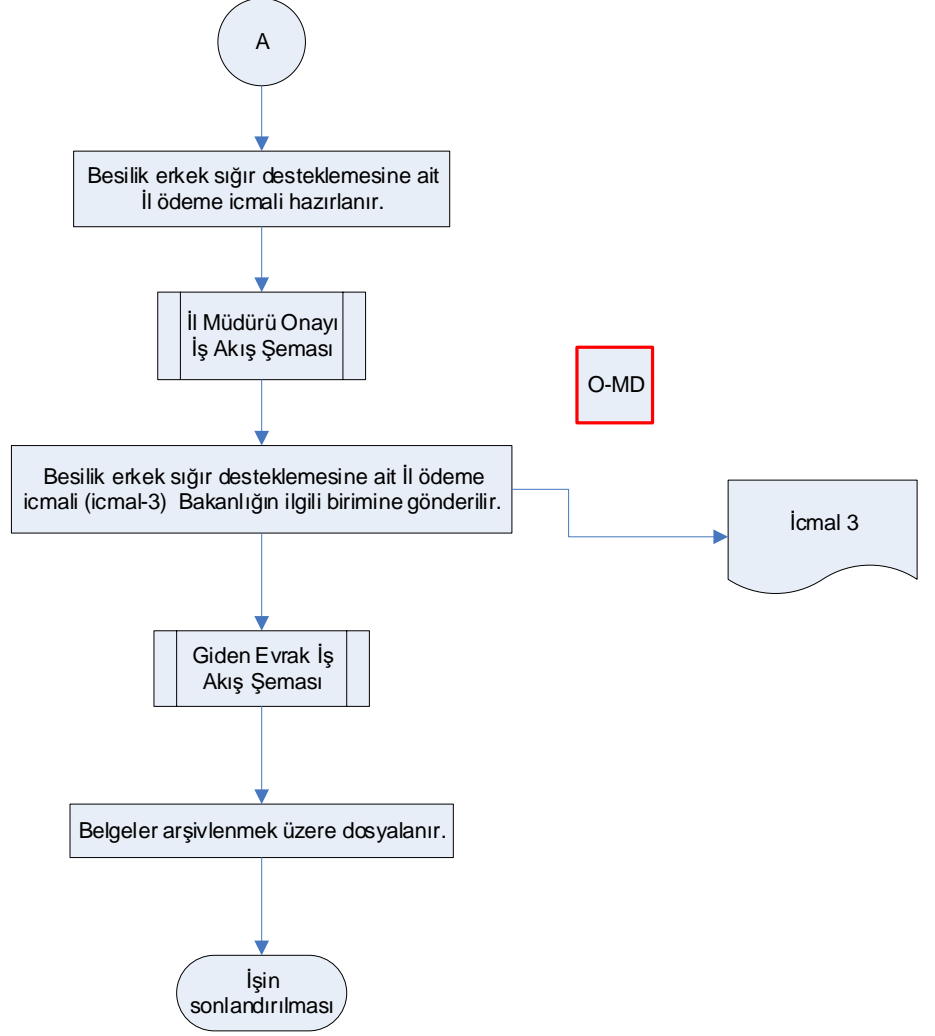 A
Besilik erkek sığır desteklemesine ait
İl ödeme icmali hazırlanır.
İl Müdürü Onayı
İş Akış Şeması
O-MD
Besilik erkek sığır desteklemesine ait İl ödeme
icmali (icmal-3) Bakanlığın ilgili birimine gönderilir.
İcmal 3
Giden Evrak İş
Akış Şeması
Belgeler arşivlenmek üzere dosyalanır.
İşin
sonlandırılması